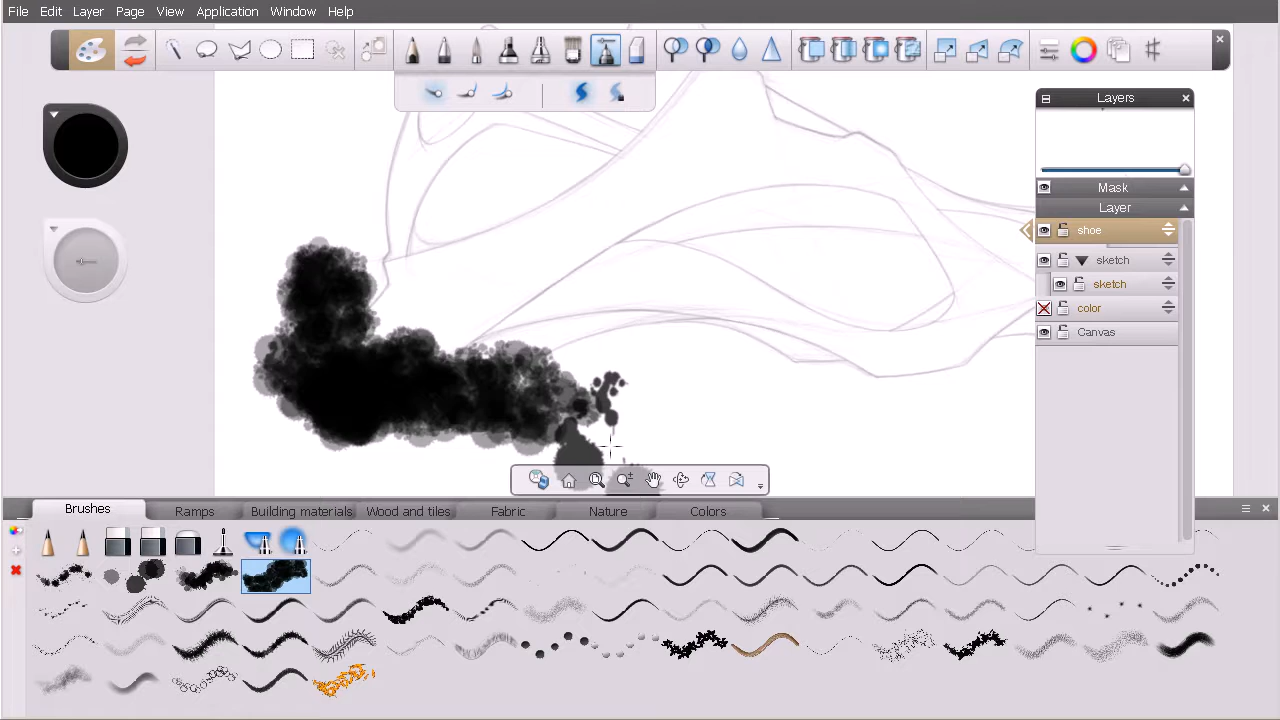 File Edit Layer Page View Application Window Help
Layers
Mask
Layer
shoe
sketch
sketch
color
Canvas
Brushes Ramps Building materials Wood and tiles Fabric Nature Colors